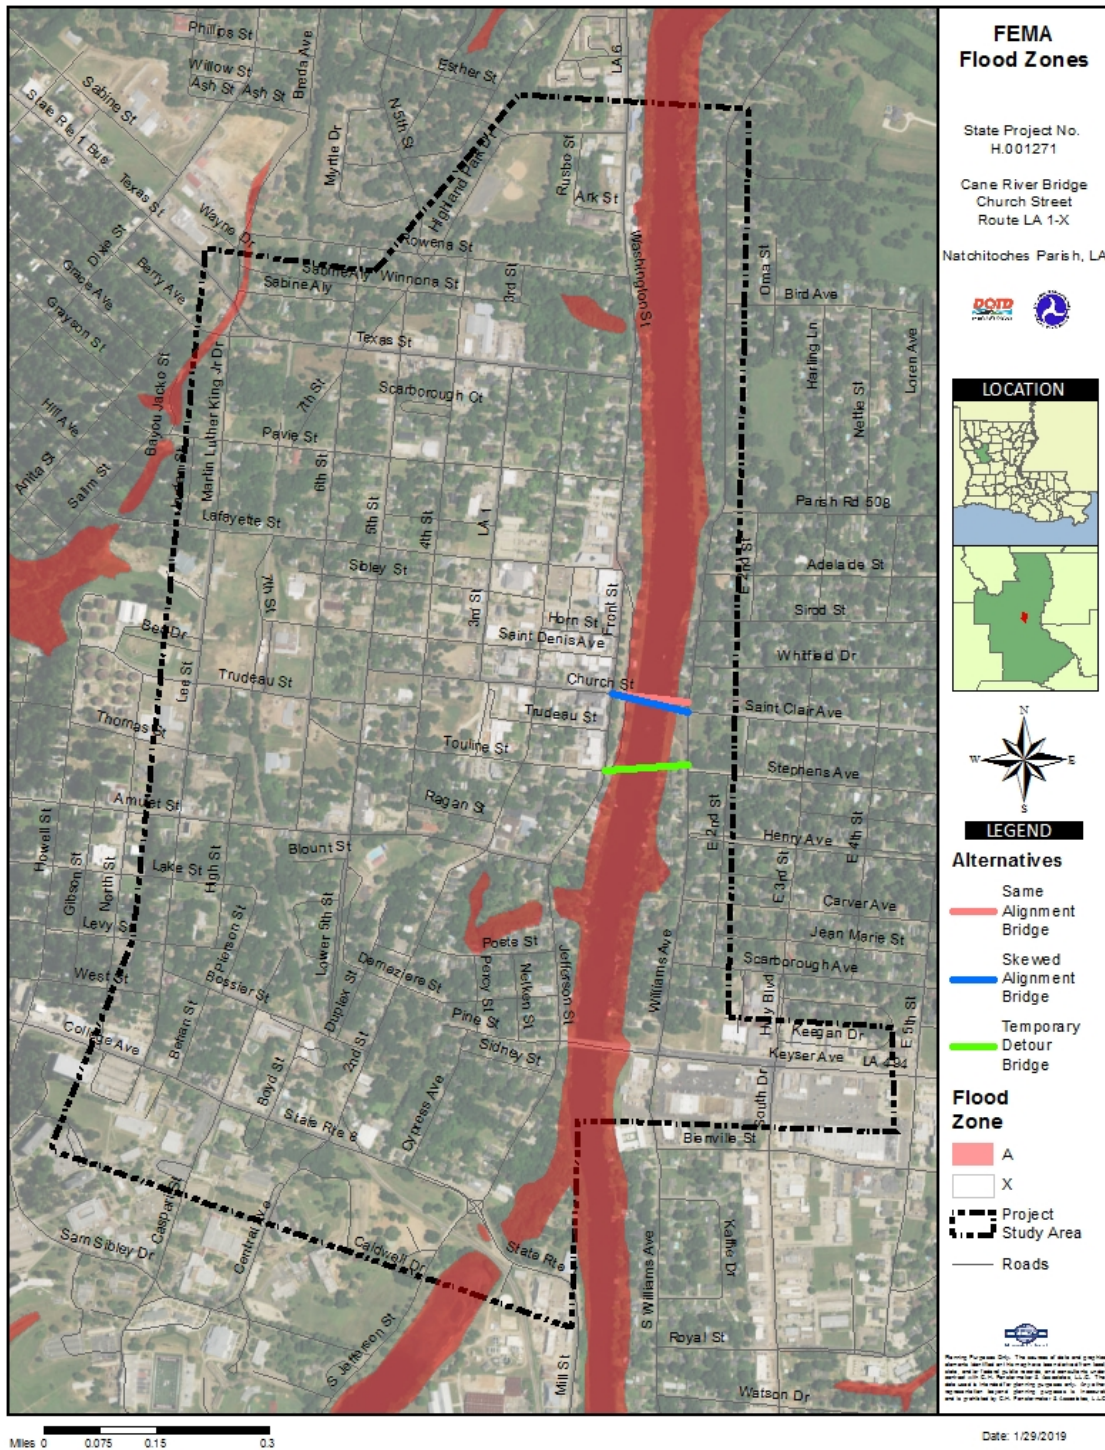 FEMA
Flood Zones
State Project No.
H.001271
Cane River Bridge
Church Street
Route LA 1-X
Natchitoches Parish, LA
LOCATION
N
W
E
S
LEGEND
Alternatives
Same
Alignment
Bridge
Skewed
Alignment
Bridge
Temporary
Detour
Bridge
Flood
Zone
A
X
Project
Study Area
Roads
Phillips St
Willow St
Ash St
Ash St
Breda Ave
Esther St
LA 6
Sabine St
State Rte 1 Bus
N 5th St
Myrtle Dr
Highland Park Dr
Rusbo St
Ark St
Texas St
Wayne Dr
Dixie St
Rowena St
Washington St
Oma St
Grace Ave
Berry Ave
Sabine Aly
Winnona St
Sabine Aly
3rd St
Bird Ave
Grayson St
Texas St
Harling Ln
Loren Ave
Bayou Jacko St
Martin Luther King Jr Dr
7th St
Scarborough Ct
Nettie St
Hill Ave
Pavie St
Anita St
Salim St
6th St
Parish Rd 508
Lafayette St
5th St
4th St
LA 1
E 2nd St
Sibley St
Adelaide St
7th St
3rd St
Horn St
Front St
Sirod St
Saint Denis Ave
Whitfield Dr
Lee St
Trudeau St
Church St
Trudeau St
Saint Clair Ave
Thomas St
Touline St
Stephens Ave
Amulet St
Ragan St
E 2nd St
Henry Ave
E 4th St
Howell St
Blount St
Gibson St
North St
Lake St
High St
E 3rd St
Carver Ave
Levy St
Pierson St
Lower 5th St
Poete St
Jefferson St
Williams Ave
Jean Marie St
Scarborough Ave
West St
Bossier St
Demeziere St
Percy St
Nelken St
Duplex St
Hwy Blvd
E 5th St
College Ave
Behan St
2nd St
Pine St
Sidney St
Keegan Dr
Keyser Ave
LA 494
Boyd St
State Rte 6
Cypress Ave
South Dr
Bienville St
Caspari St
Central Ave
Sam Sibley Dr
Caldwell Dr
State Rte
S Williams Ave
Kallie Dr
S Jefferson St
Mill St
Royal St
Watson Dr
Miles 0 0.075 0.15 0.3
Date: 1/29/2019